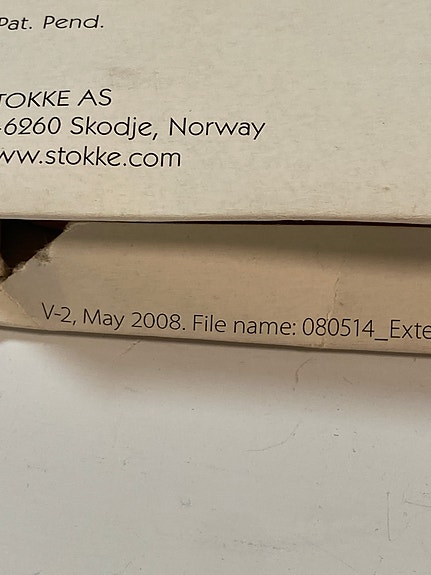 Pat. Pend.
TOKKE AS
-6260 Skodje, Norway
ww.stokke.com
V-2, May 2008. File name: 080514_Exte